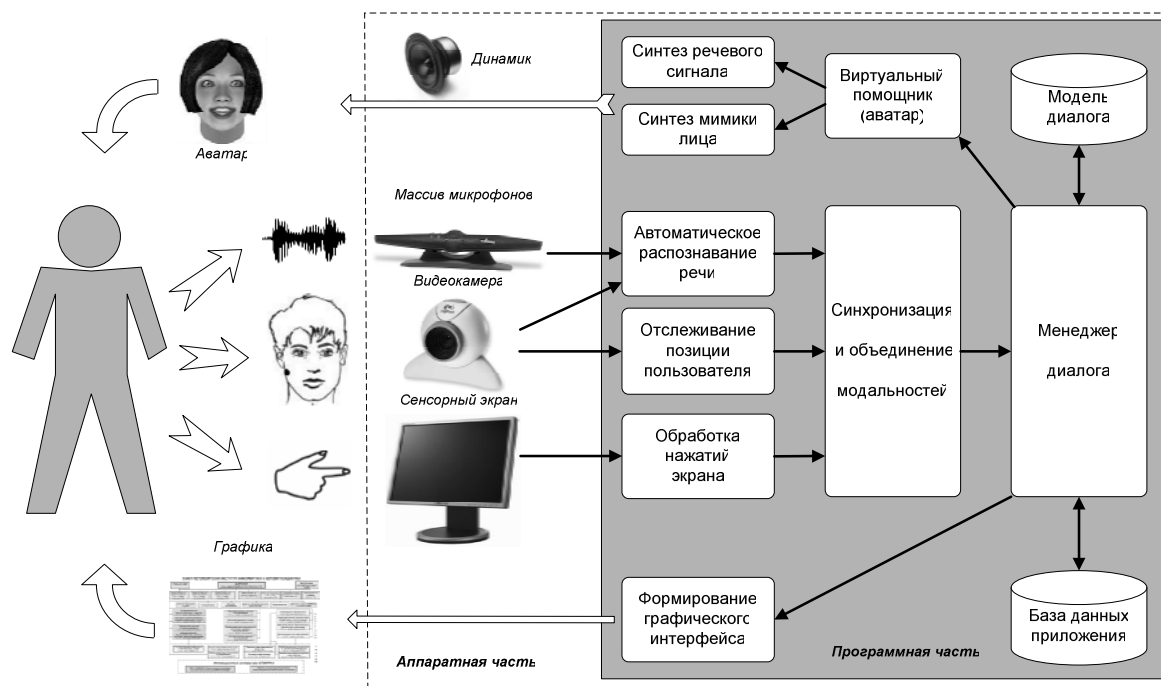 Динамик
Аватар
Синтез речевого
сигнала
Синтез мимики
лица
Виртуальный
помощник
(аватар)
Модель
диалога
Массив микрофонов
Автоматическое
распознавание
речи
Видеокамера
Отслеживание
позиции
пользователя
Сенсорный экран
Обработка
нажатий
экрана
Синхронизация
и объединение
модальностей
Менеджер
диалога
Графика
Формирование
графического
интерфейса
База данных
приложения
Аппаратная часть
Программная часть